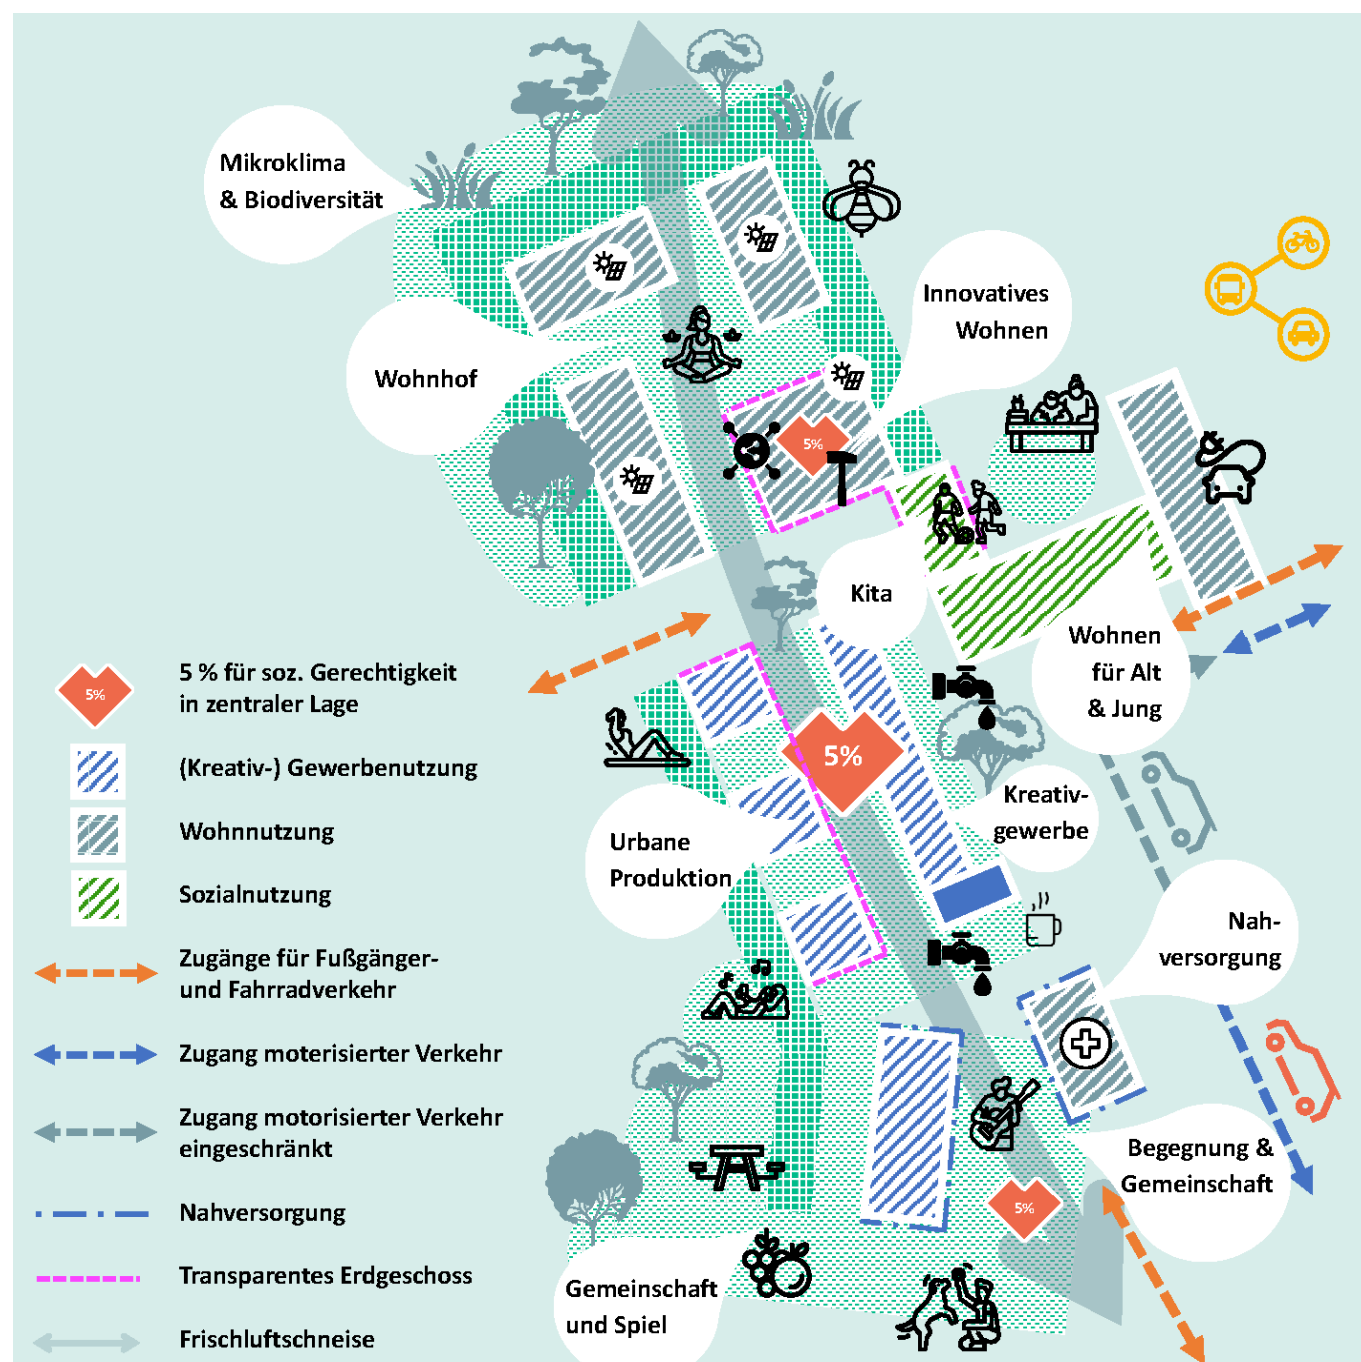 Mikroklima
& Biodiversität
Innovatives
Wohnen
Wohnhof
5%
Kita
Wohnen
für Alt
& Jung
5 % für soz. Gerechtigkeit
in zentraler Lage
5%
(Kreativ-) Gewerbenutzung
Wohnnutzung
Sozialnutzung
Zugänge für Fußgänger-
und Fahrradverkehr
Zugang moterisierter Verkehr
Zugang motorisierter Verkehr
eingeschränkt
Nahversorgung
Transparentes Erdgeschoss
Frischluftschneise
5%
Kreativ-
gewerbe
Urbane
Produktion
Nah-
versorgung
Begegnung &
Gemeinschaft
5%
Gemeinschaft
und Spiel